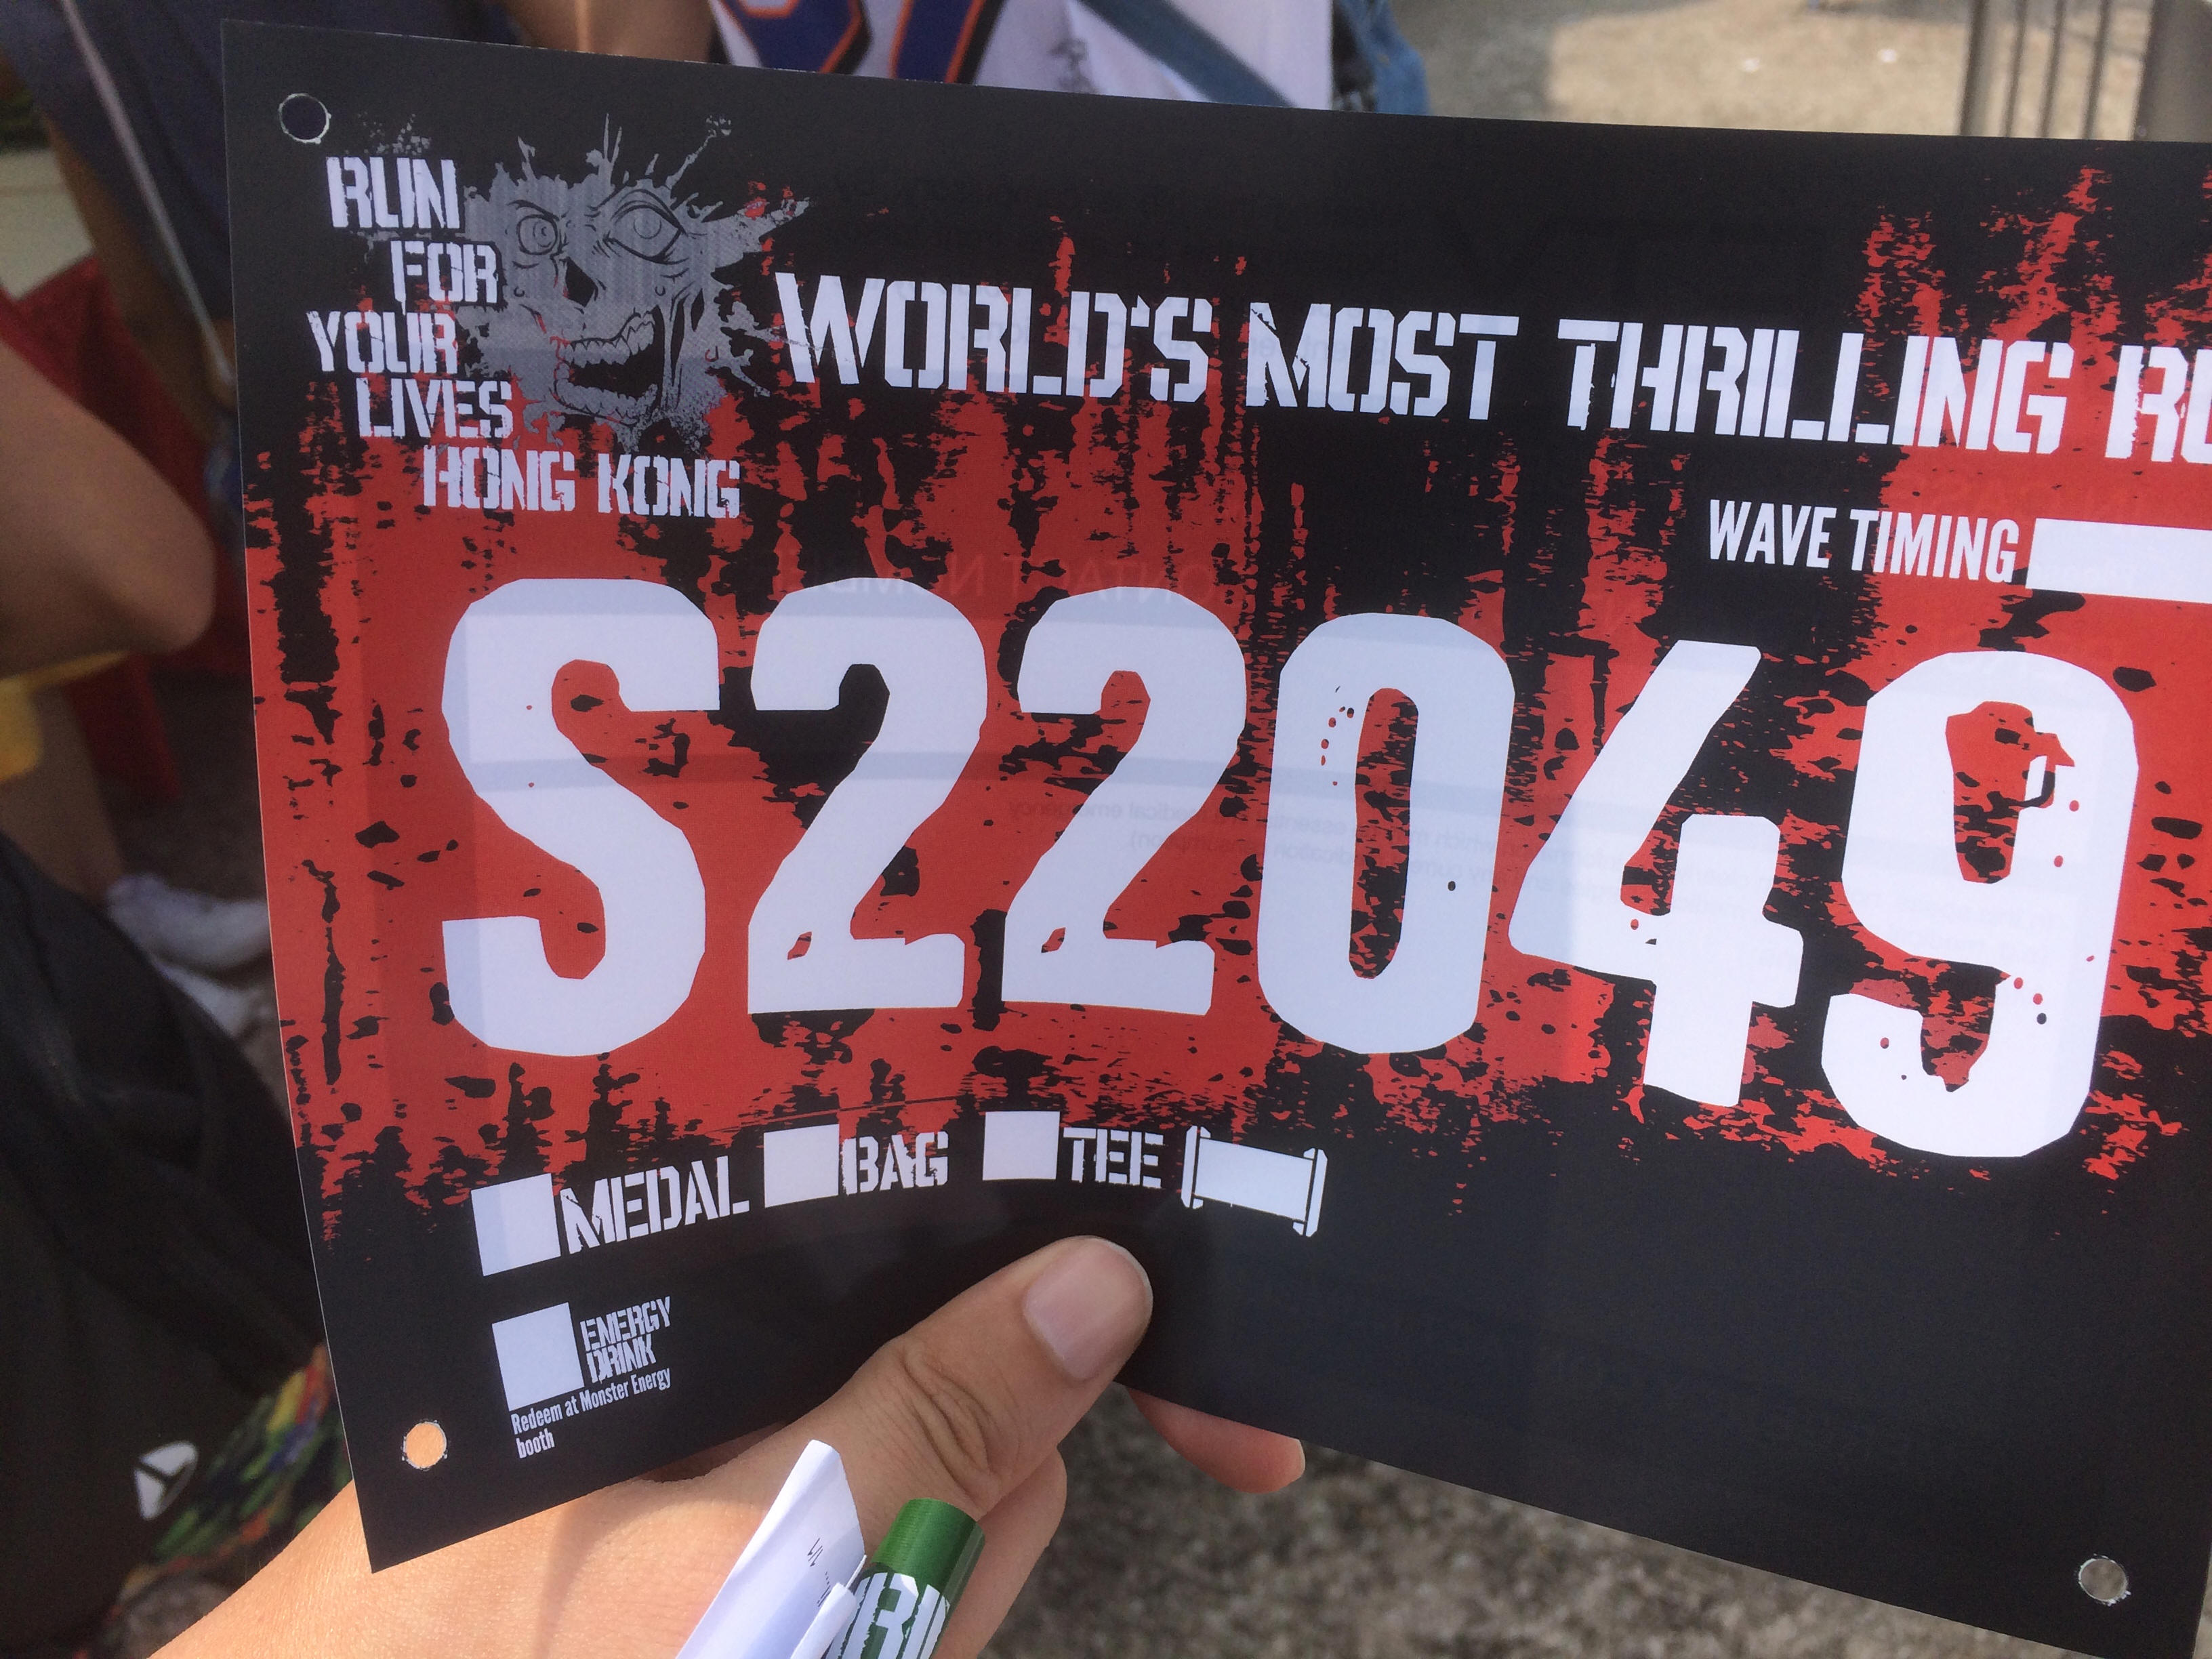 RUN
FOR
YOUR
LIVES
HONG KONG
WORLD'S MOST THRILLING
WAVE TIMING
S22049
MEDAL BAG TEE
ENERGY
DRINK
Redeem at Monster Energy
booth